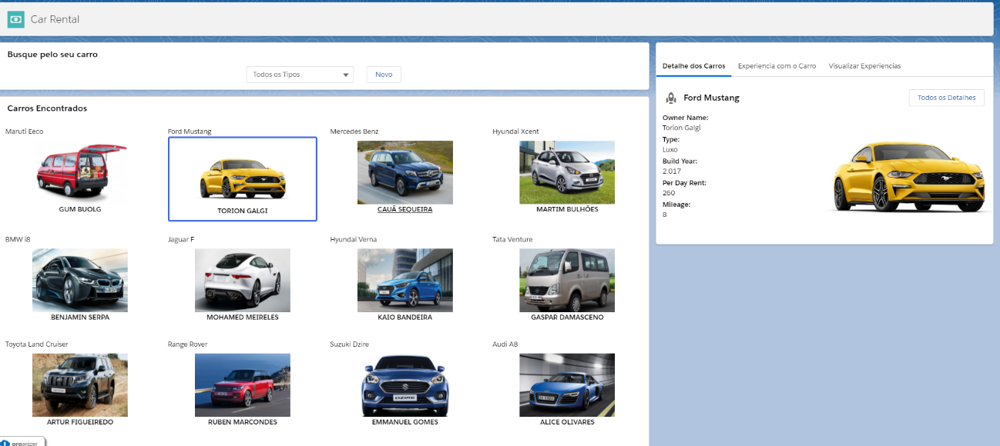 Car Rental
Busque pelo seu carro
Todos os Tipos
Novo
Carros Encontrados
Maruti Eeco
Ford Mustang
Mercedes Benz
Hyundai Xcent
GUM BUOLG
TORION GALGI
CAUÃ SEQUEIRA
MARTIM BULHÕES
BMW i8
Jaguar F
Hyundai Verna
Tata Venture
BENJAMIN SERPA
MOHAMED MEIRELES
KAIO BANDEIRA
GASPAR DAMASCENO
Toyota Land Cruiser
Range Rover
Suzuki Dzire
Audi A8
DZIRE
ARTUR FIGUEIREDO
RUBEN MARCONDES
EMMANUEL GOMES
ALICE OLIVARES
organizer
Detalhe dos Carros
Experiencia com o Carro
Visualizar Experiencias
Ford Mustang
Todos os Detalhes
Owner Name:
Torion Galgi
Type:
Luxo
Build Year:
2.017
Per Day Rent:
260
Mileage:
8